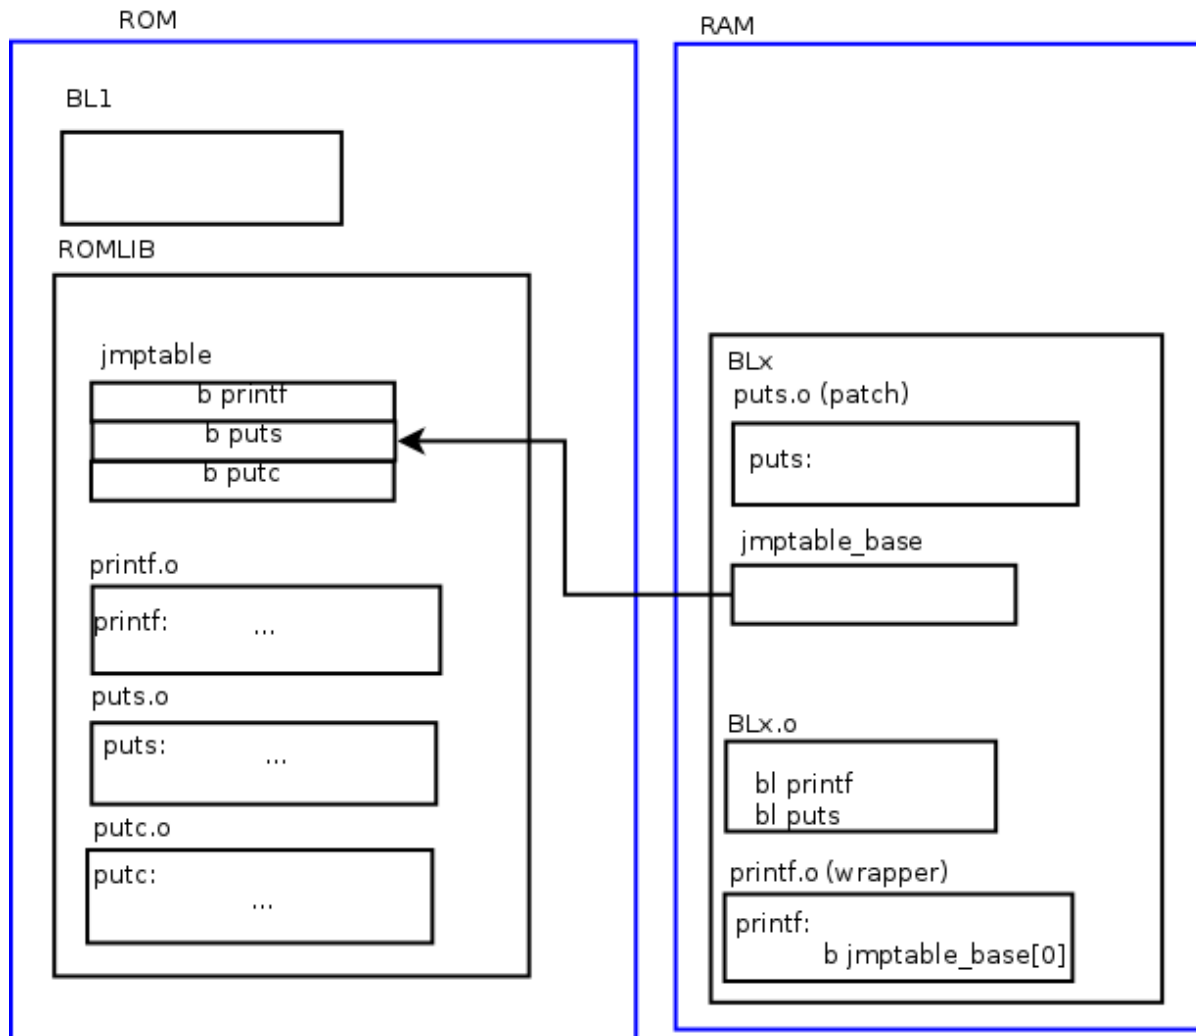 ROM
BL1
ROMLIB
jmptable
b printf
b puts
b putc
printf.o
printf:
...
puts.o
puts:
...
putc.o
putc:
...
RAM
BLx
puts.o (patch)
puts:
jmptable_base
BLx.o
bl printf
bl puts
printf.o (wrapper)
printf:
b jmptable_base[0]